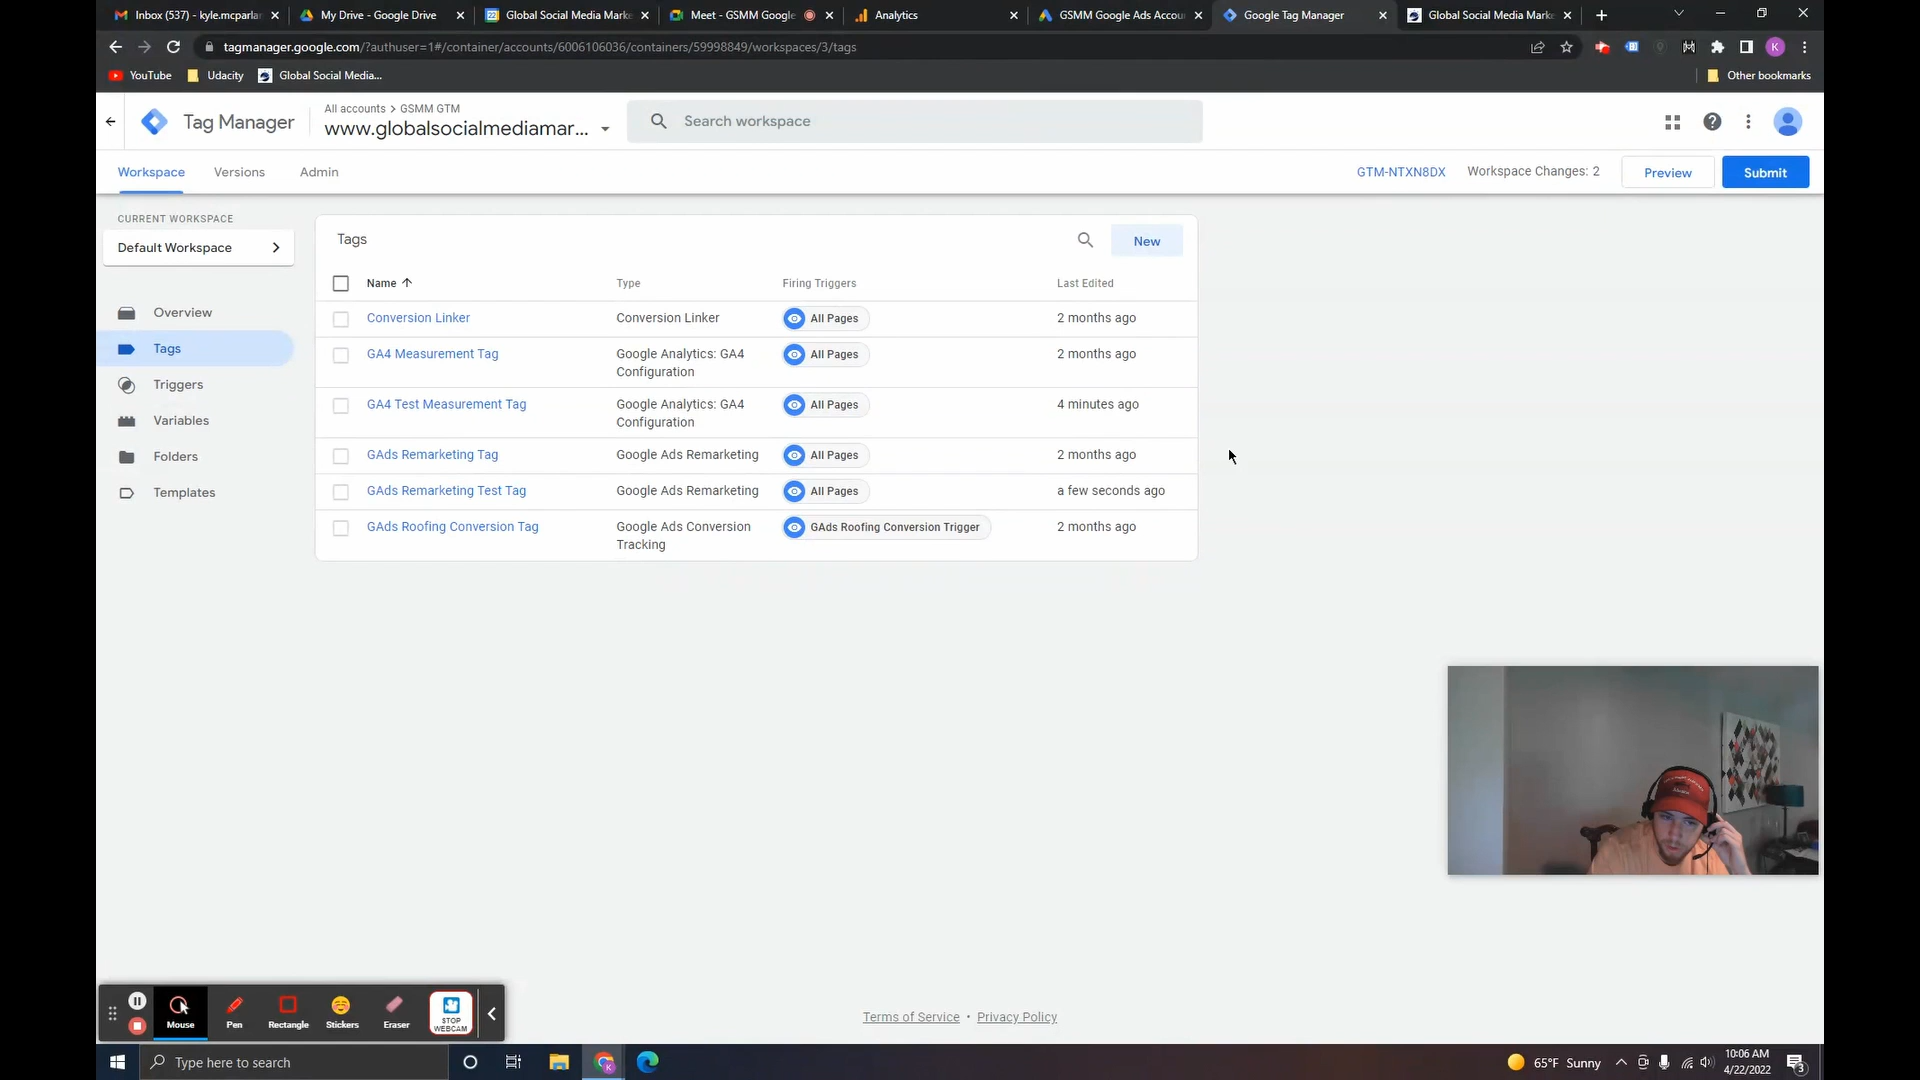 Inbox (537) - kyle.mcparla
My Drive - Google Drive
Global Social Media Marke
Meet - GSMM Google
Analytics
GSMM Google Ads Accou
Google Tag Manager
Global Social Media Mark
tagmanager.google.com/?authuser=1#/container/accounts/6006106036/containers/59998849/workspaces/3/tags
K
YouTube
Udacity
Global Social Media...
Other bookmarks
Tag Manager
All accounts > GSMM GTM
www.globalsocialmediamar...
Search workspace
Workspace
Versions
Admin
GTM-NTXN8DX
Workspace Changes: 2
Preview
Submit
CURRENT WORKSPACE
Default Workspace
Overview
Tags
Triggers
Variables
Folders
Templates
Tags
New
Name
Type
Firing Triggers
Last Edited
Conversion Linker
Conversion Linker
All Pages
2 months ago
GA4 Measurement Tag
Google Analytics: GA4
Configuration
All Pages
2 months ago
GA4 Test Measurement Tag
Google Analytics: GA4
Configuration
All Pages
4 minutes ago
GAds Remarketing Tag
Google Ads Remarketing
All Pages
2 months ago
GAds Remarketing Test Tag
Google Ads Remarketing
All Pages
a few seconds ago
GAds Roofing Conversion Tag
Google Ads Conversion
Tracking
GAds Roofing Conversion Trigger
2 months ago
Terms of Service • Privacy Policy
Mouse
Pen
Rectangle
Stickers
Eraser
STOP
WEBCAM
Type here to search
65°F Sunny
10:06 AM
4/22/2022
3